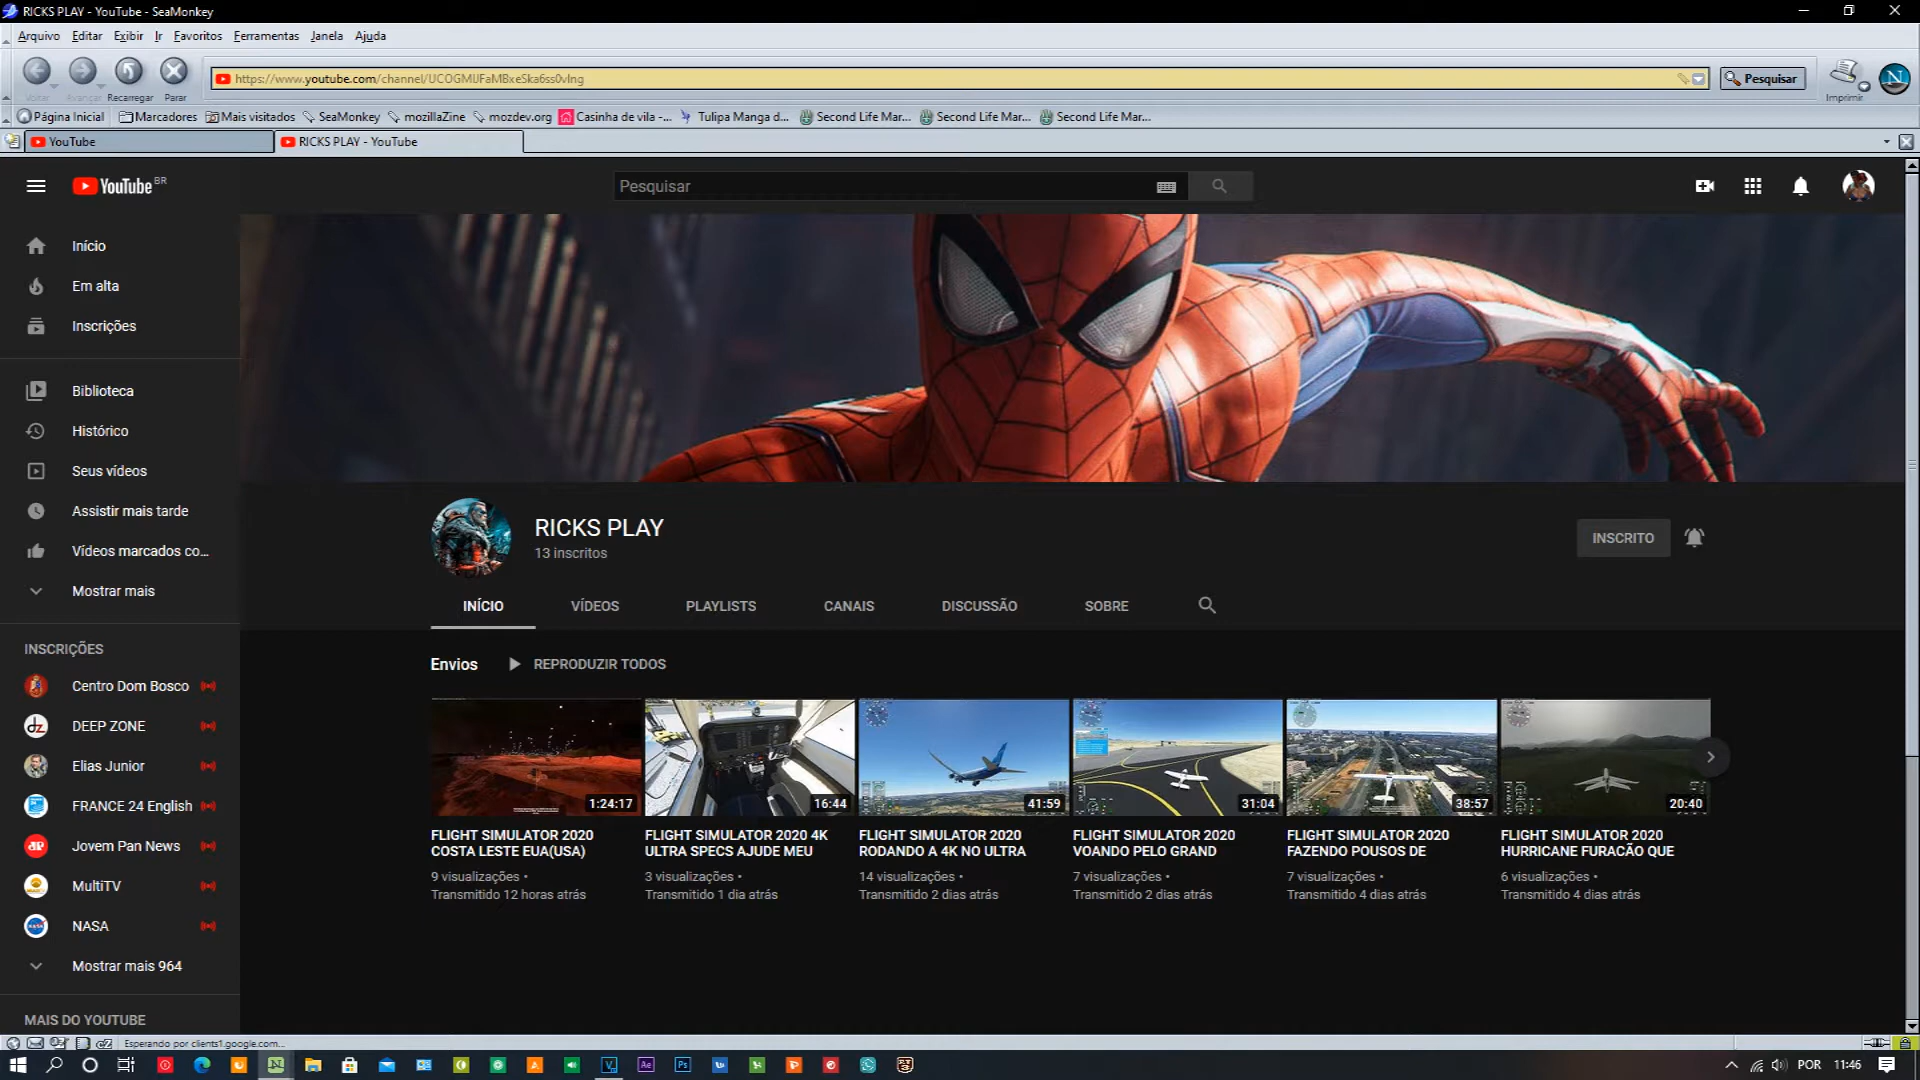 RICKS PLAY - YouTube - SeaMonkey
Arquivo Editar Exibir Ir Favoritos Ferramentas Janela Ajuda
Voltar Avançar Recarregar Parar
https://www.youtube.com/channel/UCOGMUFaMBxeSka6ss0vIng
Pesquisar
Imprimir
Página Inicial Marcadores Mais visitados SeaMonkey mozillaZine mozdev.org Casinha de vila -... Tulipa Manga d... Second Life Mar... Second Life Mar... Second Life Mar...
YouTube
RICKS PLAY - YouTube
YouTube BR
Pesquisar
Início
Em alta
Inscrições
Biblioteca
Histórico
Seus vídeos
Assistir mais tarde
Vídeos marcados co...
Mostrar mais
INSCRIÇÕES
Centro Dom Bosco
DEEP ZONE
Elias Junior
FRANCE 24 English
Jovem Pan News
MultiTV
NASA
Mostrar mais 964
MAIS DO YOUTUBE
RICKS PLAY
13 inscritos
INSCRITO
INÍCIO VÍDEOS PLAYLISTS CANAIS DISCUSSÃO SOBRE
Envios REPRODUZIR TODOS
1:24:17
FLIGHT SIMULATOR 2020
COSTA LESTE EUA(USA)
9 visualizações •
Transmitido 12 horas atrás
16:44
FLIGHT SIMULATOR 2020 4K
ULTRA SPECS AJUDE MEU
3 visualizações •
Transmitido 1 dia atrás
41:59
FLIGHT SIMULATOR 2020
RODANDO A 4K NO ULTRA
14 visualizações •
Transmitido 2 dias atrás
31:04
FLIGHT SIMULATOR 2020
VOANDO PELO GRAND
7 visualizações •
Transmitido 2 dias atrás
38:57
FLIGHT SIMULATOR 2020
FAZENDO POUSOS DE
7 visualizações •
Transmitido 4 dias atrás
20:40
FLIGHT SIMULATOR 2020
HURRICANE FURACÃO QUE
6 visualizações •
Transmitido 4 dias atrás
Esperando por clients1.google.com...
POR 11:46